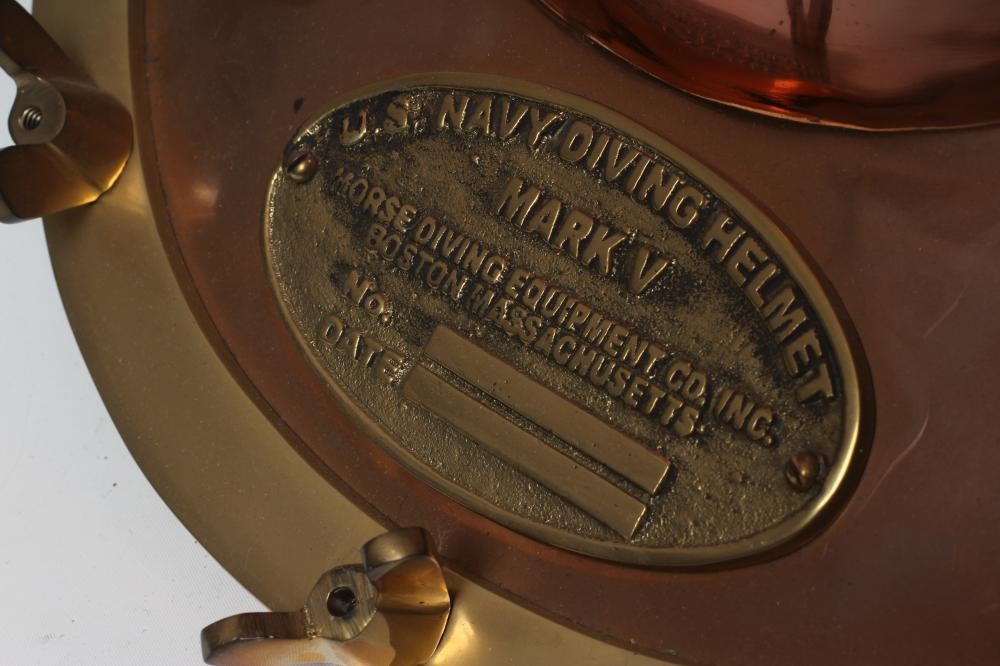 U.S. NAVY DIVING HELMET
MARK V
MORSE DIVING EQUIPMENT CO. INC.
BOSTON MASSACHUSETTS
No.
DATE